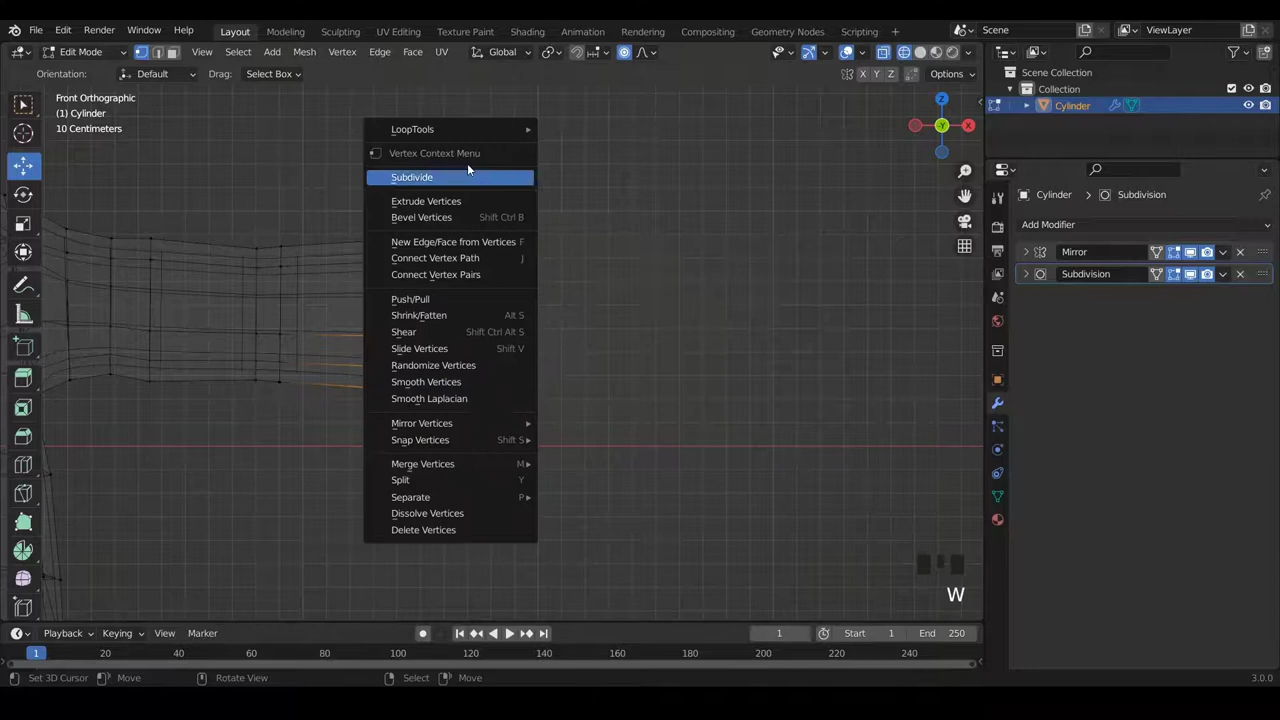 File Edit Render Window Help Layout Modeling Sculpting UV Editing Texture Paint Shading Animation Rendering Compositing Geometry Nodes Scripting Scene ViewLayer
Edit Mode View Select Add Mesh Vertex Edge Face UV Global
Orientation: Default Drag: Select Box X Y Z Options
Front Orthographic
(1) Cylinder
10 Centimeters
Z
Y
X
LoopTools
Vertex Context Menu
Subdivide
Extrude Vertices
Bevel Vertices Shift Ctrl B
New Edge/Face from Vertices F
Connect Vertex Path J
Connect Vertex Pairs
Push/Pull
Shrink/Fatten Alt S
Shear Shift Ctrl Alt S
Slide Vertices Shift V
Randomize Vertices
Smooth Vertices
Smooth Laplacian
Mirror Vertices
Snap Vertices Shift S
Merge Vertices M
Split Y
Separate P
Dissolve Vertices
Delete Vertices
W
Scene Collection
Collection
Cylinder
Cylinder Subdivision
Add Modifier
Mirror
Subdivision
Playback Keying View Marker 1 Start 1 End 250
1 20 40 60 80 100 120 140 160 180 200 220 240
Set 3D Cursor Move Rotate View Select Move 3.0.0